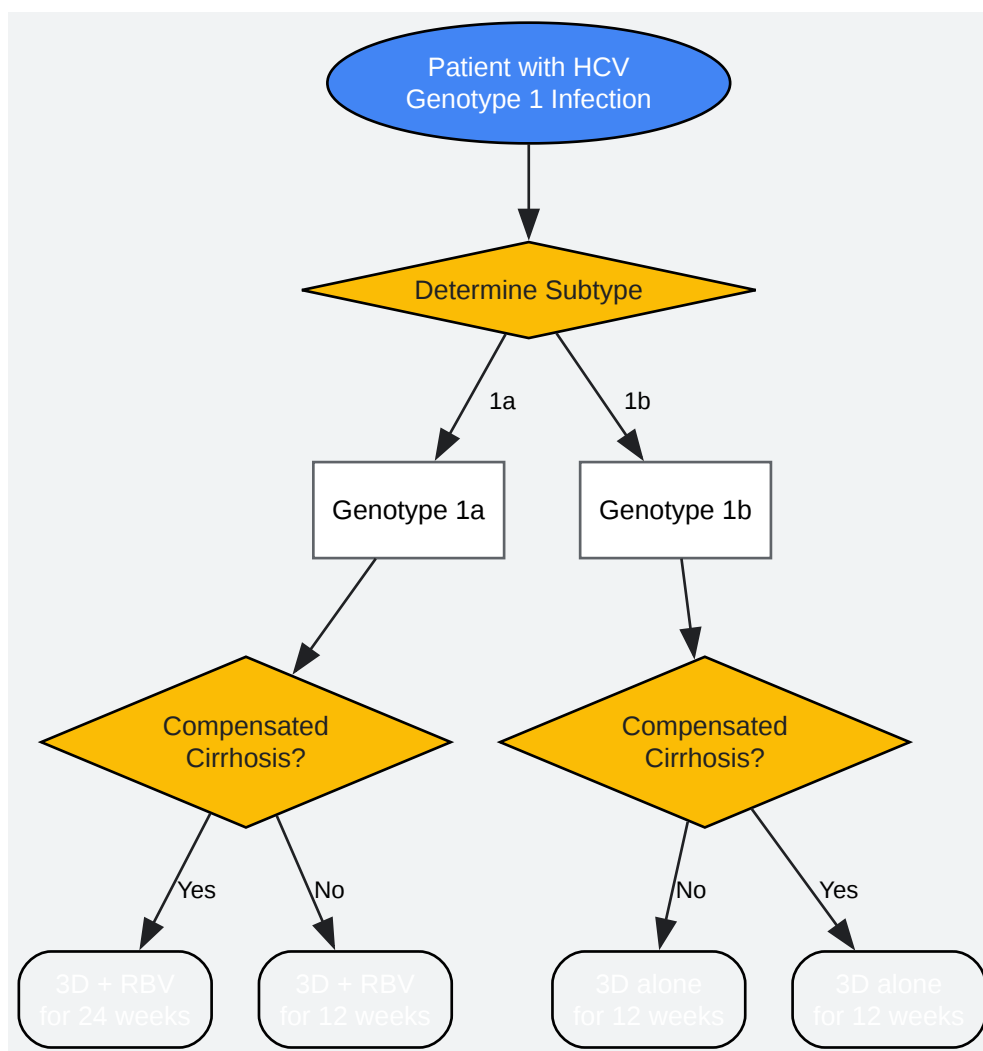 Patient with HCV
Genotype 1 Infection
Determine Subtype
1a
1b
Genotype 1a
Genotype 1b
Compensated
Cirrhosis?
Compensated
Cirrhosis?
Yes
No
No
Yes
3D + RBV
for 24 weeks
3D + RBV
for 12 weeks
3D alone
for 12 weeks
3D alone
for 12 weeks